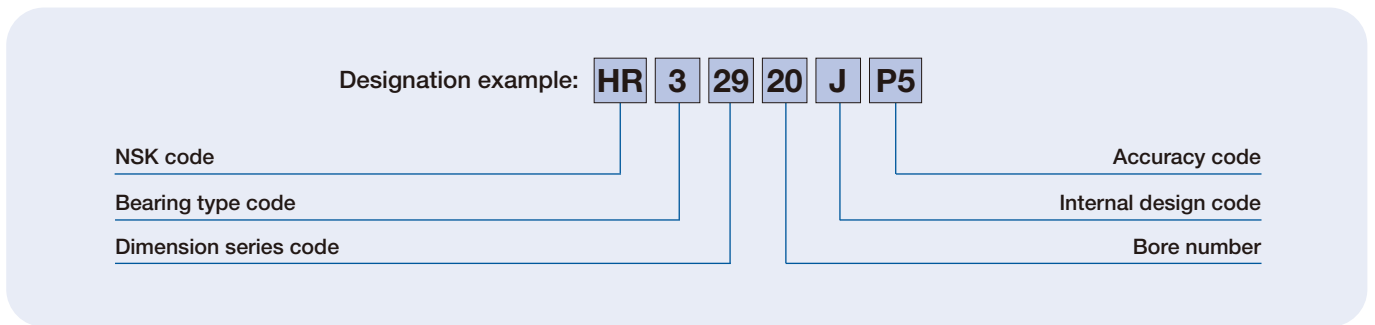 Designation example: HR 3 29 20 J P5
NSK code
Accuracy code
Bearing type code
Internal design code
Dimension series code
Bore number